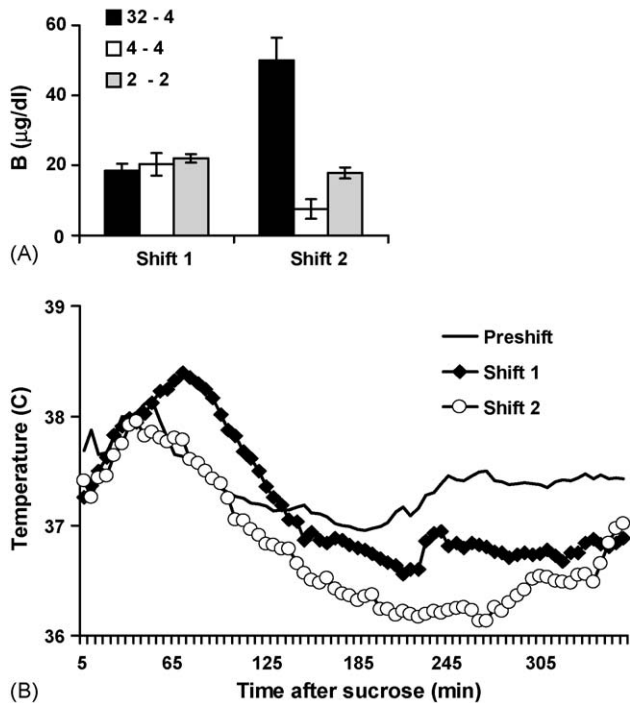 60
40
20
0
B (µg/dl)
32 - 4
4 - 4
2 - 2
(A)
Shift 1
Shift 2
39
38
37
36
Temperature (C)
Preshift
Shift 1
Shift 2
5
65
125
185
245
305
(B)
Time after sucrose (min)